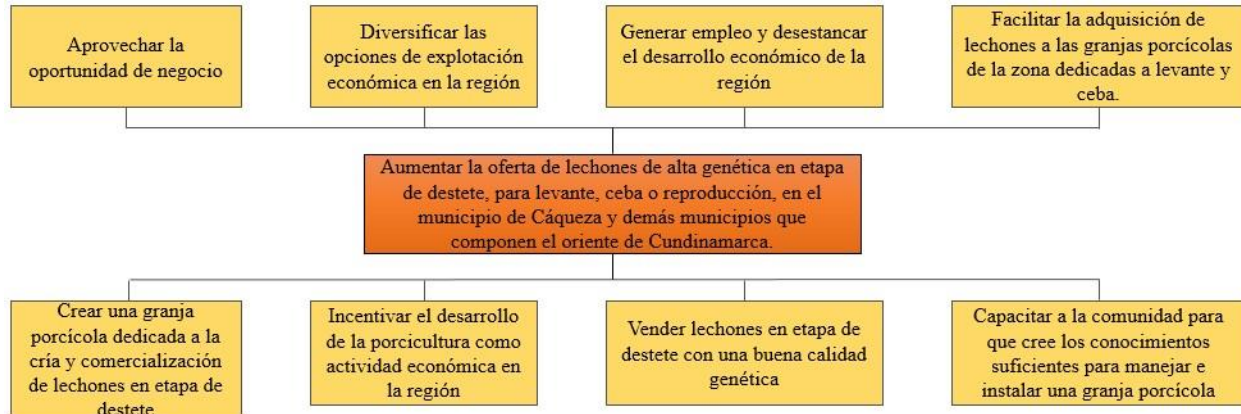 Aprovechar la
oportunidad de negocio
Diversificar las
opciones de explotación
económica en la región
Generar empleo y desestancar
el desarrollo económico de la
región
Facilitar la adquisición de
lechones a las granjas porcícolas
de la zona dedicadas a levante y
ceba.
Aumentar la oferta de lechones de alta genética en etapa
de destete, para levante, ceba o reproducción, en el
municipio de Cáqueza y demás municipios que
componen el oriente de Cundinamarca.
Crear una granja
porcícola dedicada a la
cría y comercialización
de lechones en etapa de
destete
Incentivar el desarrollo
de la porcicultura como
actividad económica en
la región
Vender lechones en etapa de
destete con una buena calidad
genética
Capacitar a la comunidad para
que cree los conocimientos
suficientes para manejar e
instalar una granja porcícola